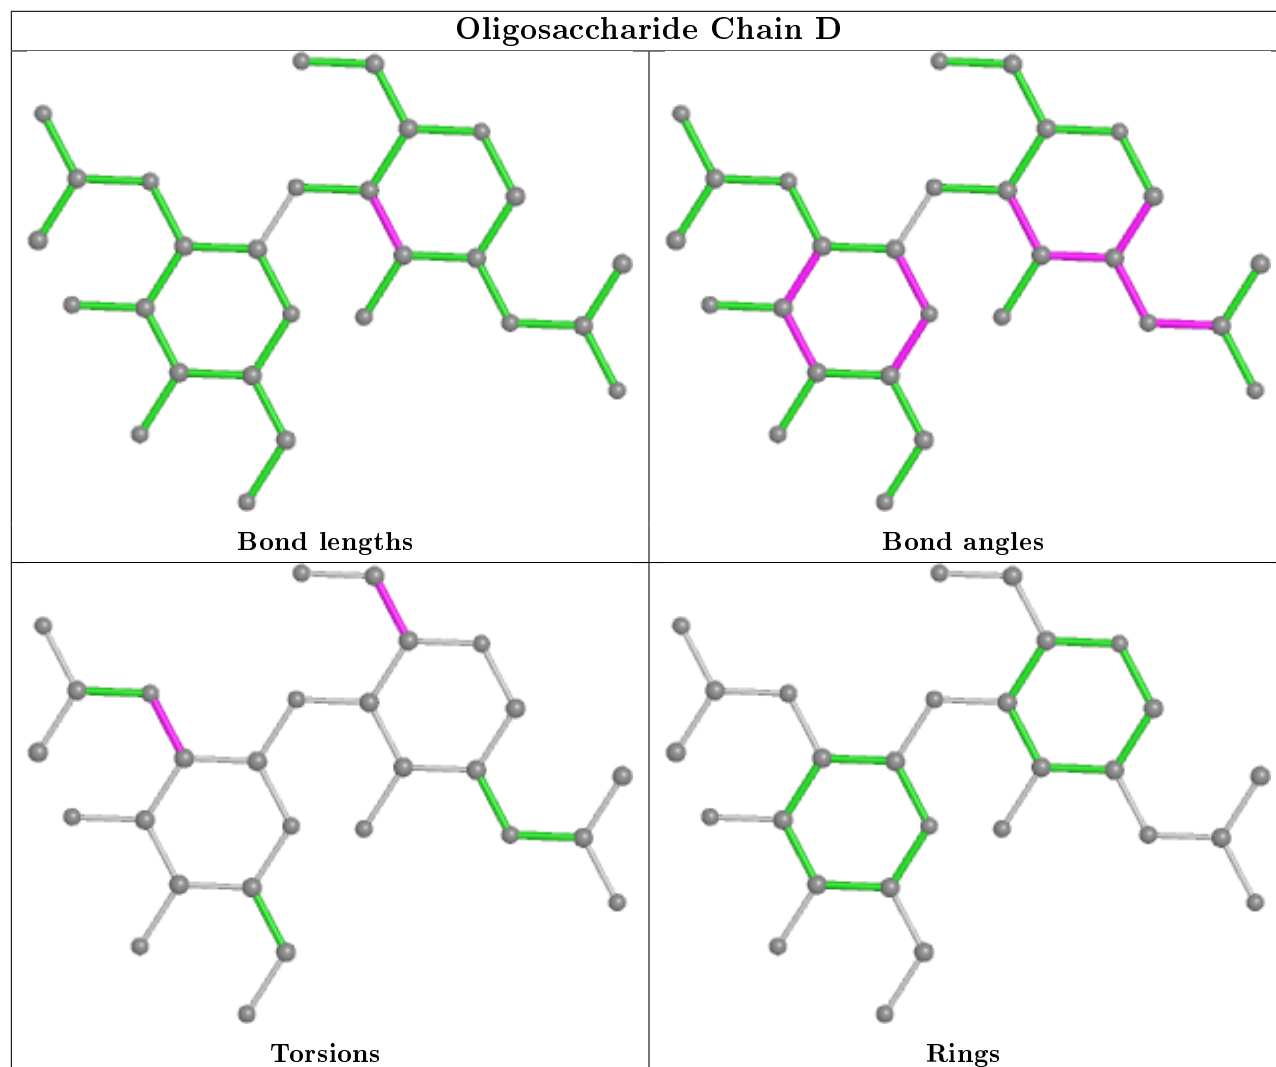 Oligosaccharide Chain D
Bond lengths
Bond angles
Torsions
Rings